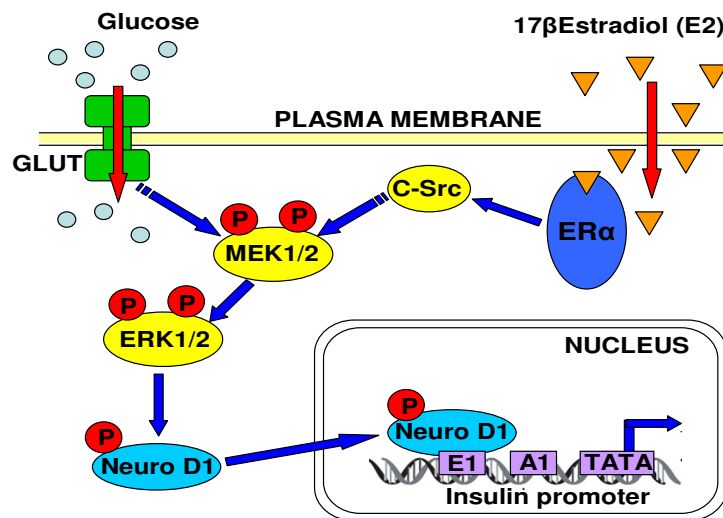 Glucose
17βEstradiol (E2)
PLASMA MEMBRANE
GLUT
C-Src
P
P
ERα
MEK1/2
P
P
ERK1/2
NUCLEUS
P
Neuro D1
P
Neuro D1
E1
A1
TATA
Insulin promoter